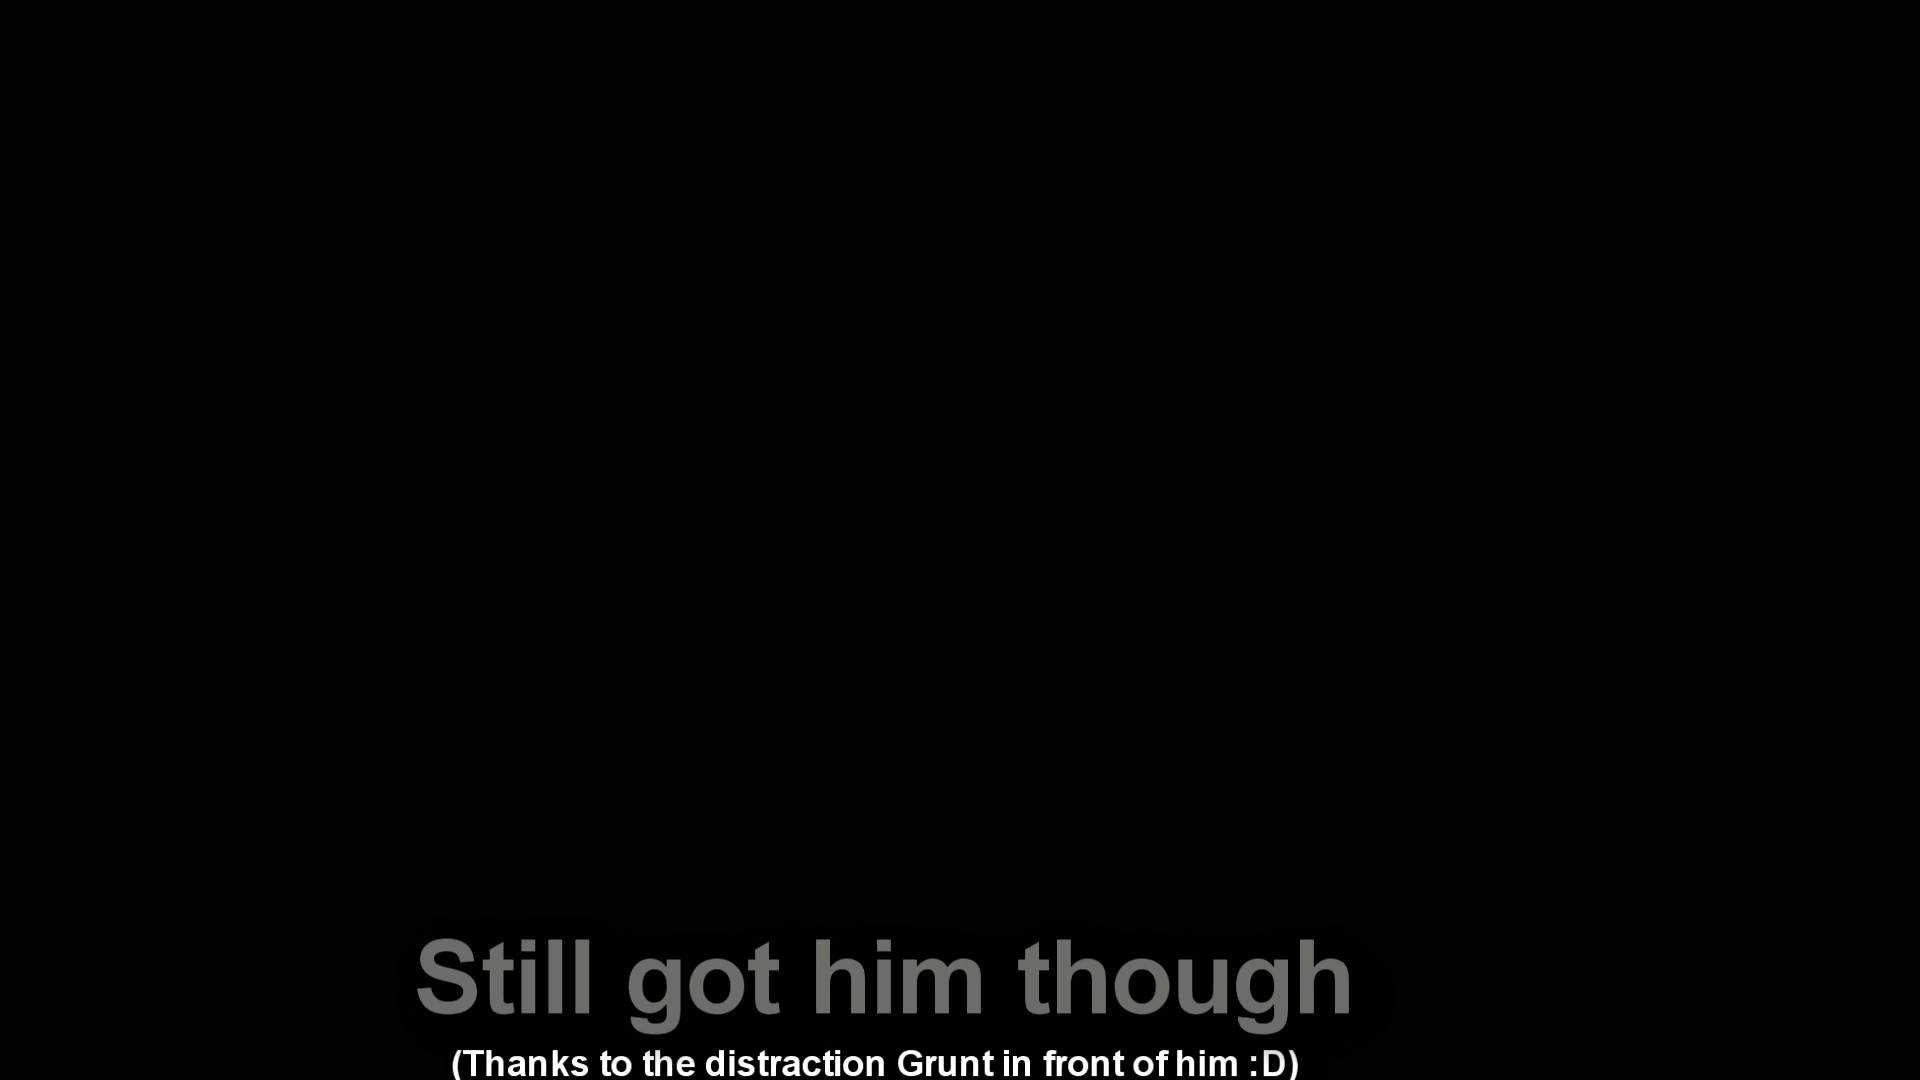 Still got him though
(Thanks to the distraction Grunt in front of him :D)